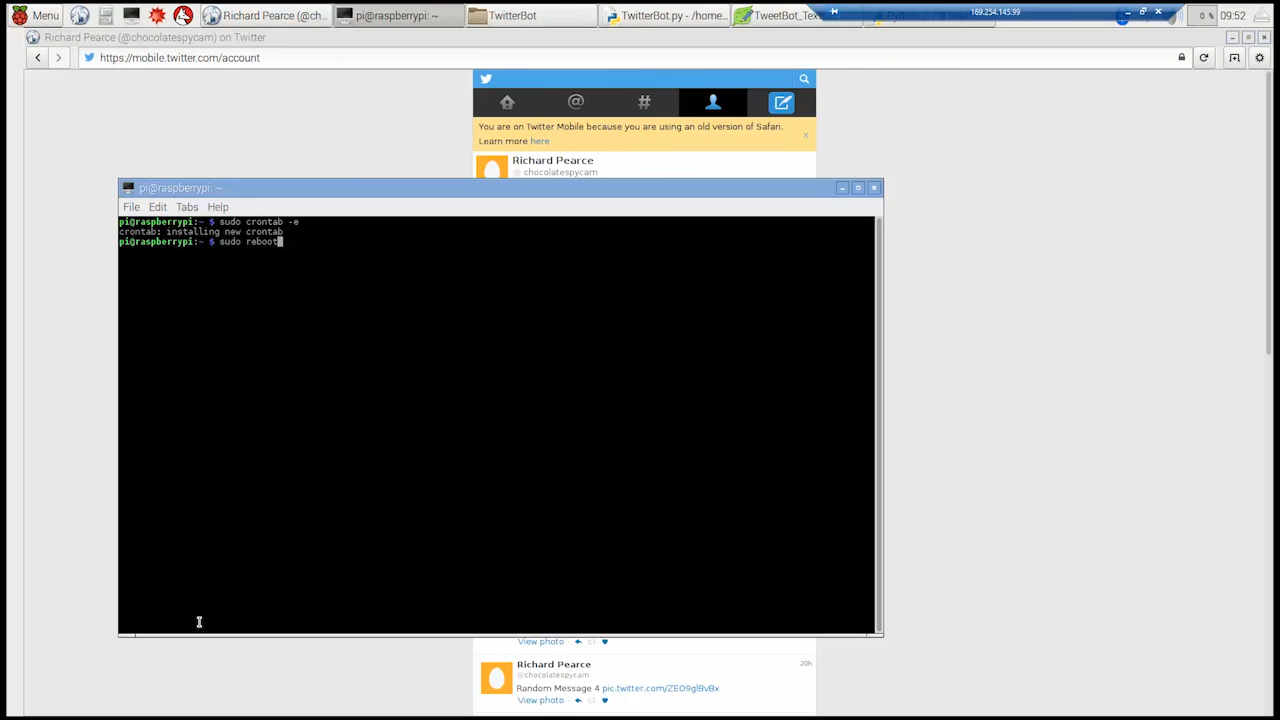 Menu
Richard Pearce (@ch...
pi@raspberrypi: ~
TwitterBot
TwitterBot.py - /home...
169.254.145.99
0 %
09:52
Richard Pearce (@chocolatespycam) on Twitter
https://mobile.twitter.com/account
You are on Twitter Mobile because you are using an old version of Safari.
Learn more here
Richard Pearce
@chocolatespycam
pi@raspberrypi: ~
File Edit Tabs Help
pi@raspberrypi:~ $ sudo crontab -e
crontab: installing new crontab
pi@raspberrypi:~ $ sudo reboot
View photo
Richard Pearce
20h
@chocolatespycam
Random Message 4 pic.twitter.com/ZEO9glBvBx
View photo